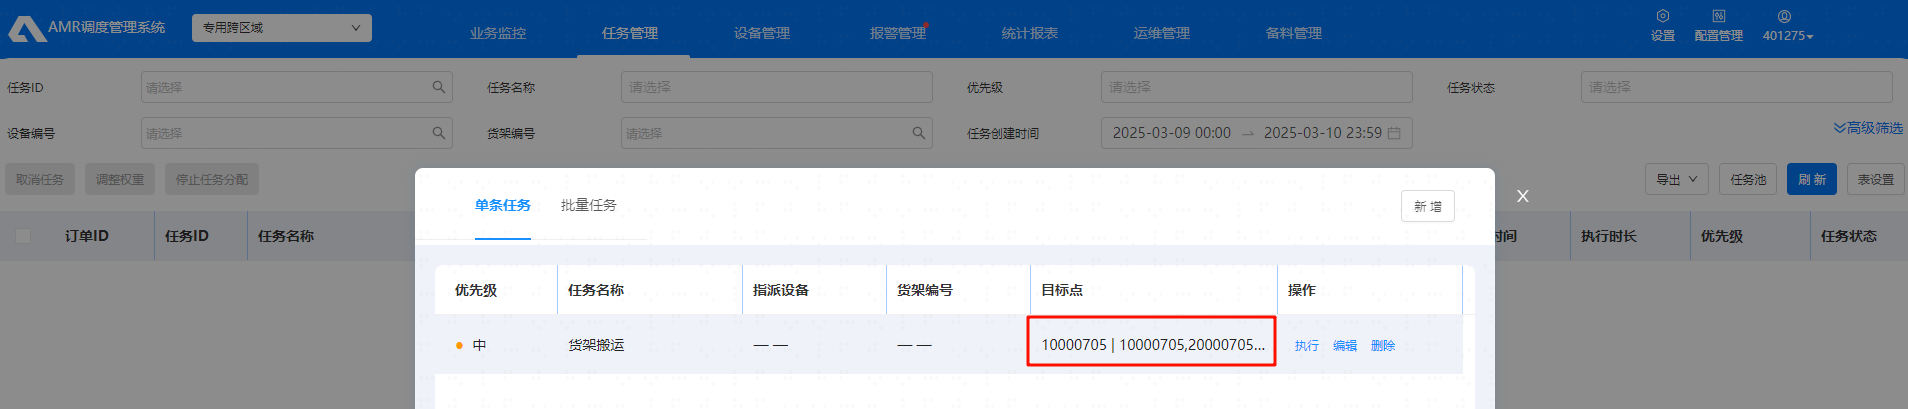 AMR调度管理系统
专用跨区域
业务监控
任务管理
设备管理
报警管理
统计报表
运维管理
备料管理
设置
配置管理
401275
任务ID
请选择
任务名称
请选择
优先级
请选择
任务状态
请选择
设备编号
请选择
货架编号
请选择
任务创建时间
2025-03-09 00:00 → 2025-03-10 23:59
高级筛选
取消任务
调整权重
停止任务分配
导出
任务池
刷 新
表设置
单条任务
批量任务
新 增
X
订单ID
任务ID
任务名称
时间
执行时长
优先级
任务状态
优先级
任务名称
指派设备
货架编号
目标点
操作
中
货架搬运
— —
— —
10000705 | 10000705,20000705...
执行
编辑
删除